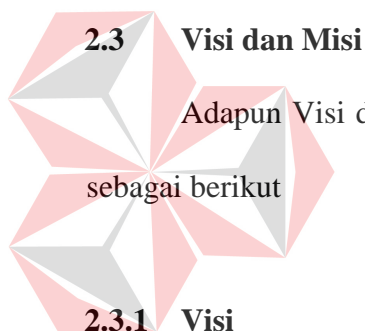 2.3 Visi dan Misi
Adapun Visi
sebagai berikut
2.3.1 Visi